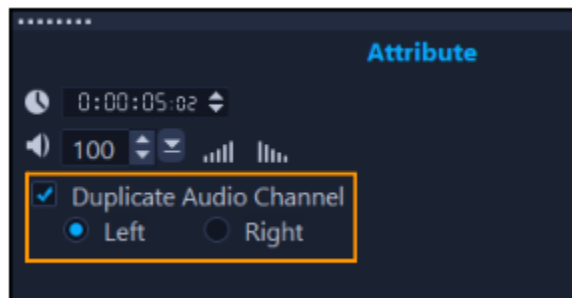 Attribute
0:00:05:02
100
Duplicate Audio Channel
Left Right